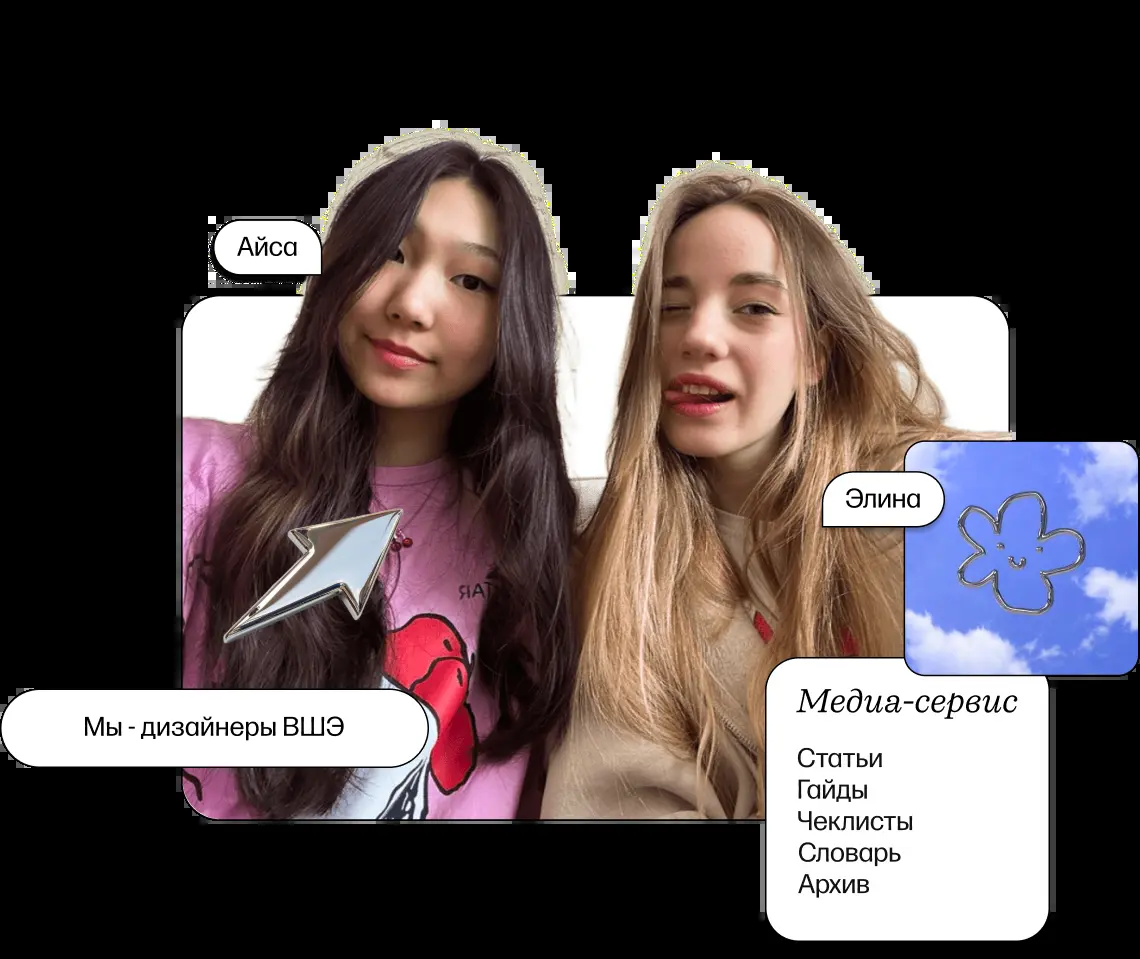 Айса
Элина
Мы - дизайнеры ВШЭ
Медиа-сервис
Статьи
Гайды
Чеклисты
Словарь
Архив